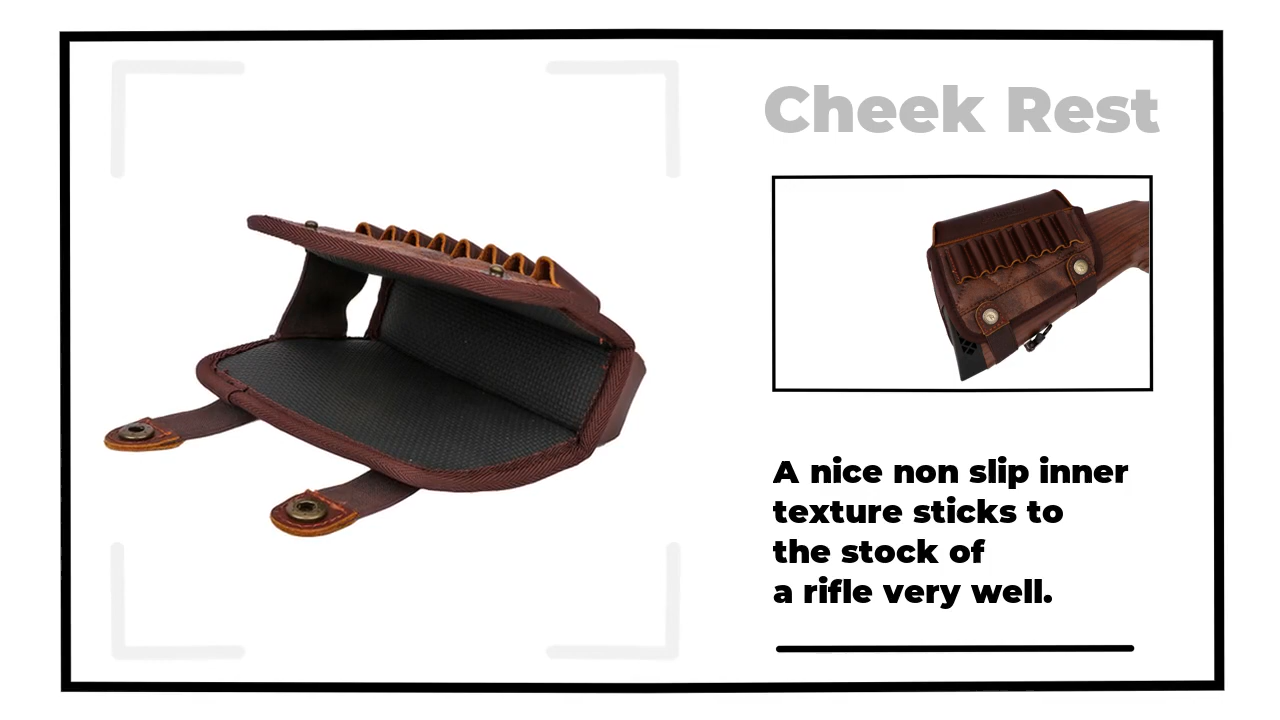 Cheek Rest
A nice non slip inner
texture sticks to
the stock of
a rifle very well.